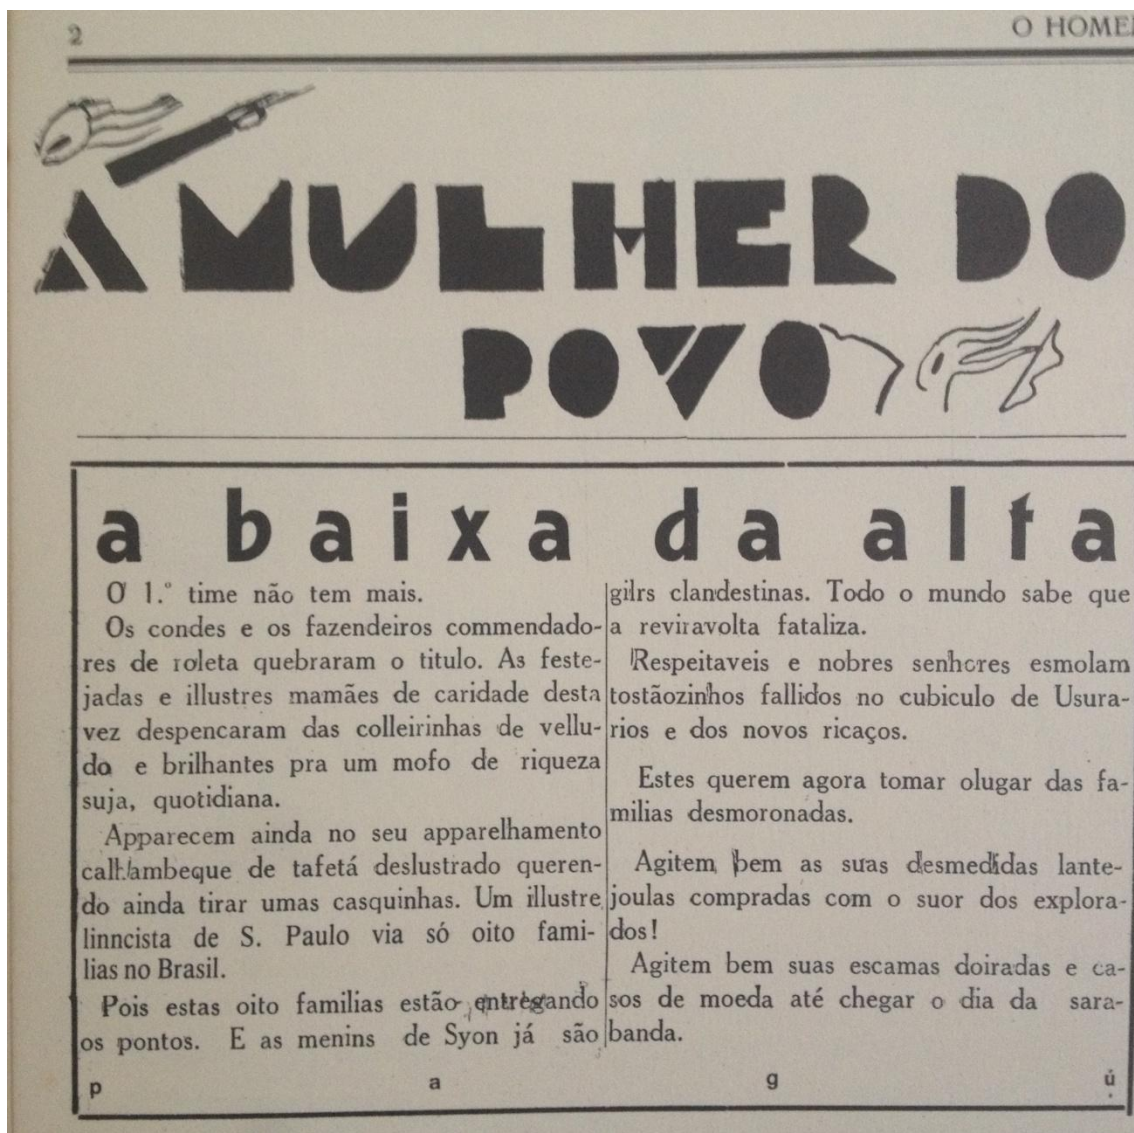 2
O HOME
A MULHER DO
POVO
a baixa da alta
O 1.º time não tem mais.
Os condes e os fazendeiros commendado-
res de roleta quebraram o titulo. As feste-
jadas e illustres mamães de caridade desta
vez despencaram das colleirinhas de vellu-
do e brilhantes pra um mofo de riqueza
suja, quotidiana.
Apparecem ainda no seu apparelhamento
calhambeque de tafetá deslustrado queren-
do ainda tirar umas casquinhas. Um illustre
linncista de S. Paulo via só oito fami-
lias no Brasil.
Pois estas oito familias estão entregando
os pontos. E as menins de Syon já são
gilrs clandestinas. Todo o mundo sabe que
a reviravolta fataliza.
Respeitaveis e nobres senhores esmolam
tostãozinhos fallidos no cubiculo de Usura-
rios e dos novos ricaços.
Estes querem agora tomar olugar das fa-
milias desmoronadas.
Agitem bem as suas desmedidas lante-
joulas compradas com o suor dos explora-
dos!
Agitem bem suas escamas doiradas e ca-
sos de moeda até chegar o dia da sara-
banda.
p a g ú